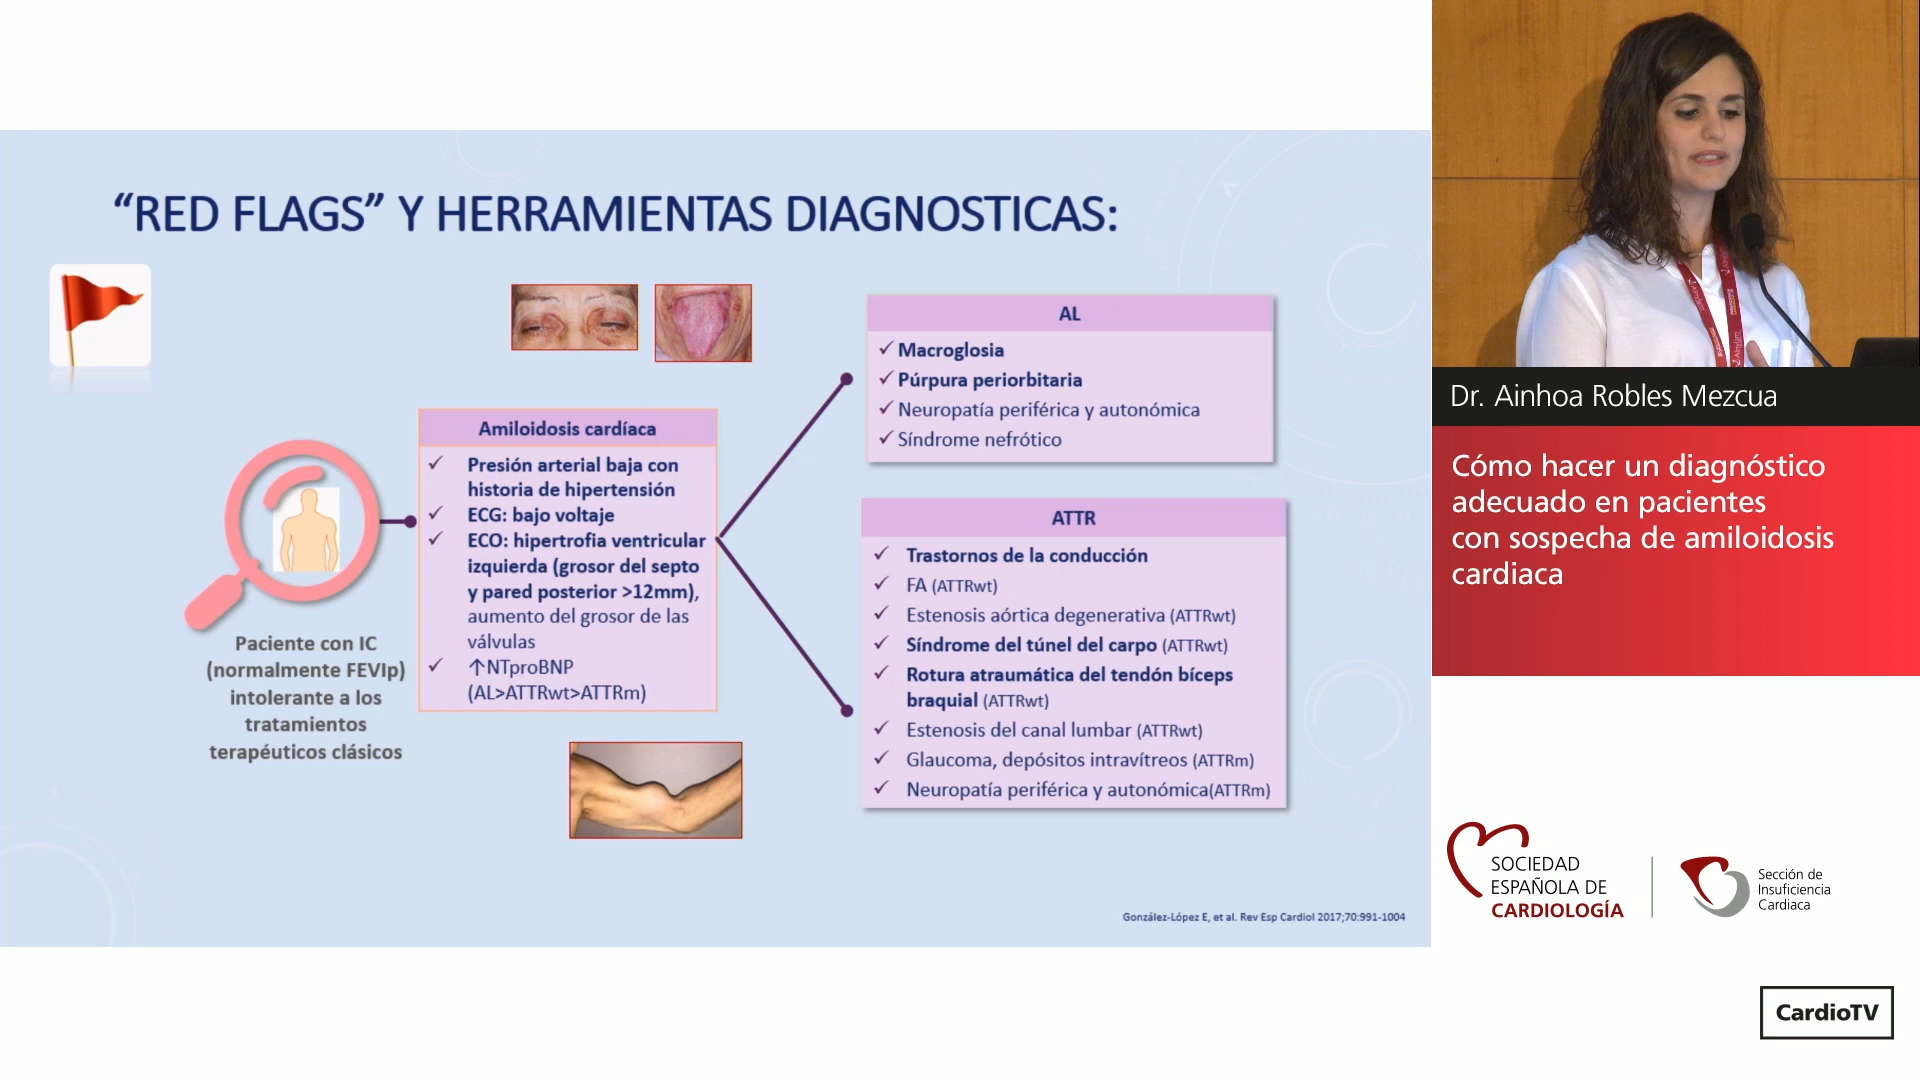 “RED FLAGS” Y HERRAMIENTAS DIAGNOSTICAS:
Paciente con IC
(normalmente FEVIp)
intolerante a los
tratamientos
terapéuticos clásicos
Amiloidosis cardíaca
✓ Presión arterial baja con
historia de hipertensión
✓ ECG: bajo voltaje
✓ ECO: hipertrofia ventricular
izquierda (grosor del septo
y pared posterior >12mm),
aumento del grosor de las
válvulas
✓ ↑NTproBNP
(AL>ATTRwt>ATTRm)
AL
✓ Macroglosia
✓ Púrpura periorbitaria
✓ Neuropatía periférica y autonómica
✓ Síndrome nefrótico
ATTR
✓ Trastornos de la conducción
✓ FA (ATTRwt)
✓ Estenosis aórtica degenerativa (ATTRwt)
✓ Síndrome del túnel del carpo (ATTRwt)
✓ Rotura atraumática del tendón bíceps
braquial (ATTRwt)
✓ Estenosis del canal lumbar (ATTRwt)
✓ Glaucoma, depósitos intravítreos (ATTRm)
✓ Neuropatía periférica y autonómica(ATTRm)
González-López E, et al. Rev Esp Cardiol 2017;70:991-1004
Dr. Ainhoa Robles Mezcua
Cómo hacer un diagnóstico
adecuado en pacientes
con sospecha de amiloidosis
cardiaca
SOCIEDAD
ESPAÑOLA DE
CARDIOLOGÍA
Sección de
Insuficiencia
Cardiaca
CardioTV